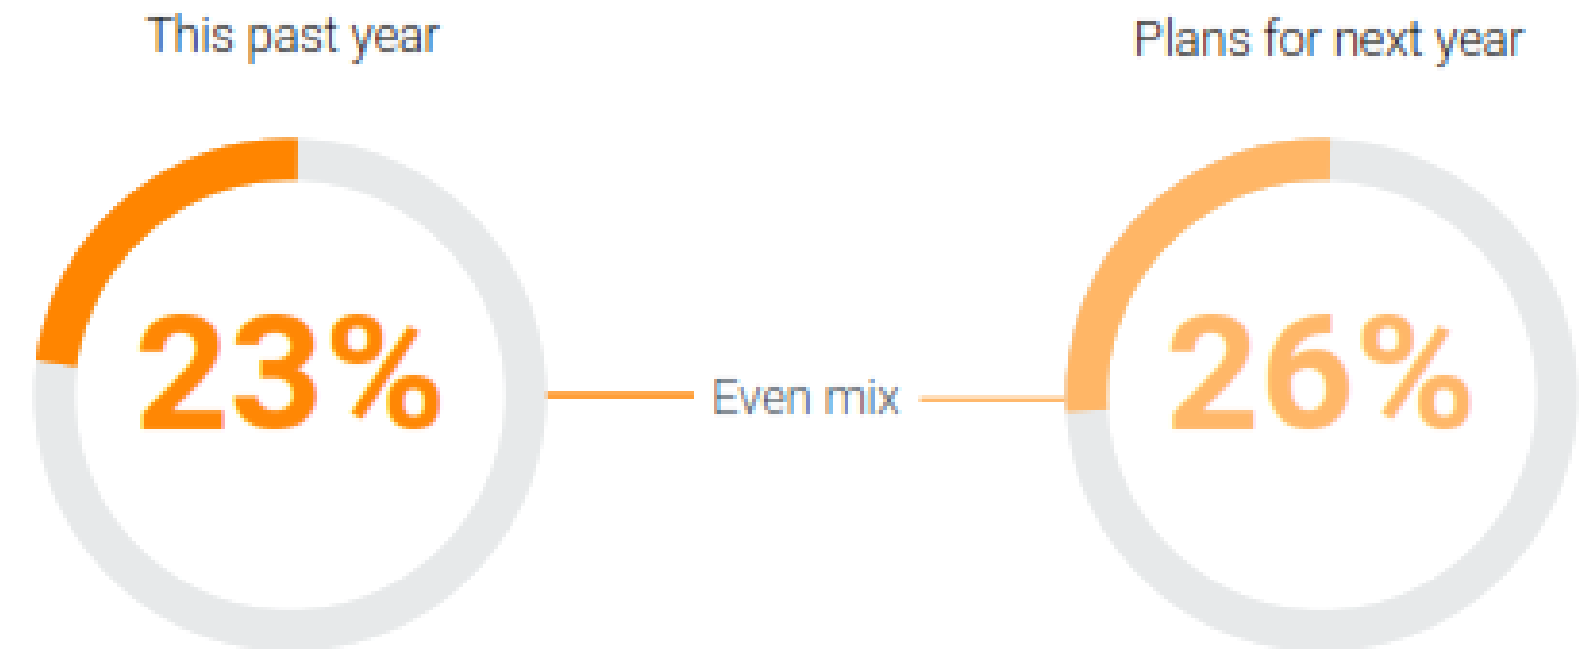 This past year
Plans for next year
23%
Even mix
26%